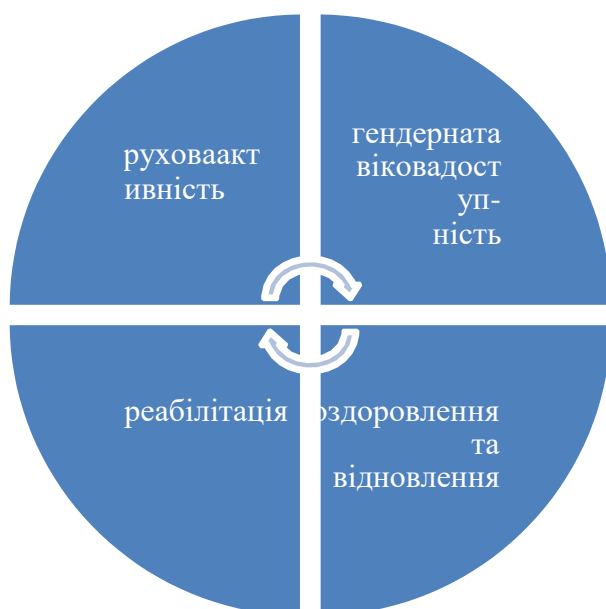 руховаакт
ивність
гендерната
віковадост
уп-
ність
реабілітація
оздоровлення
та
відновлення